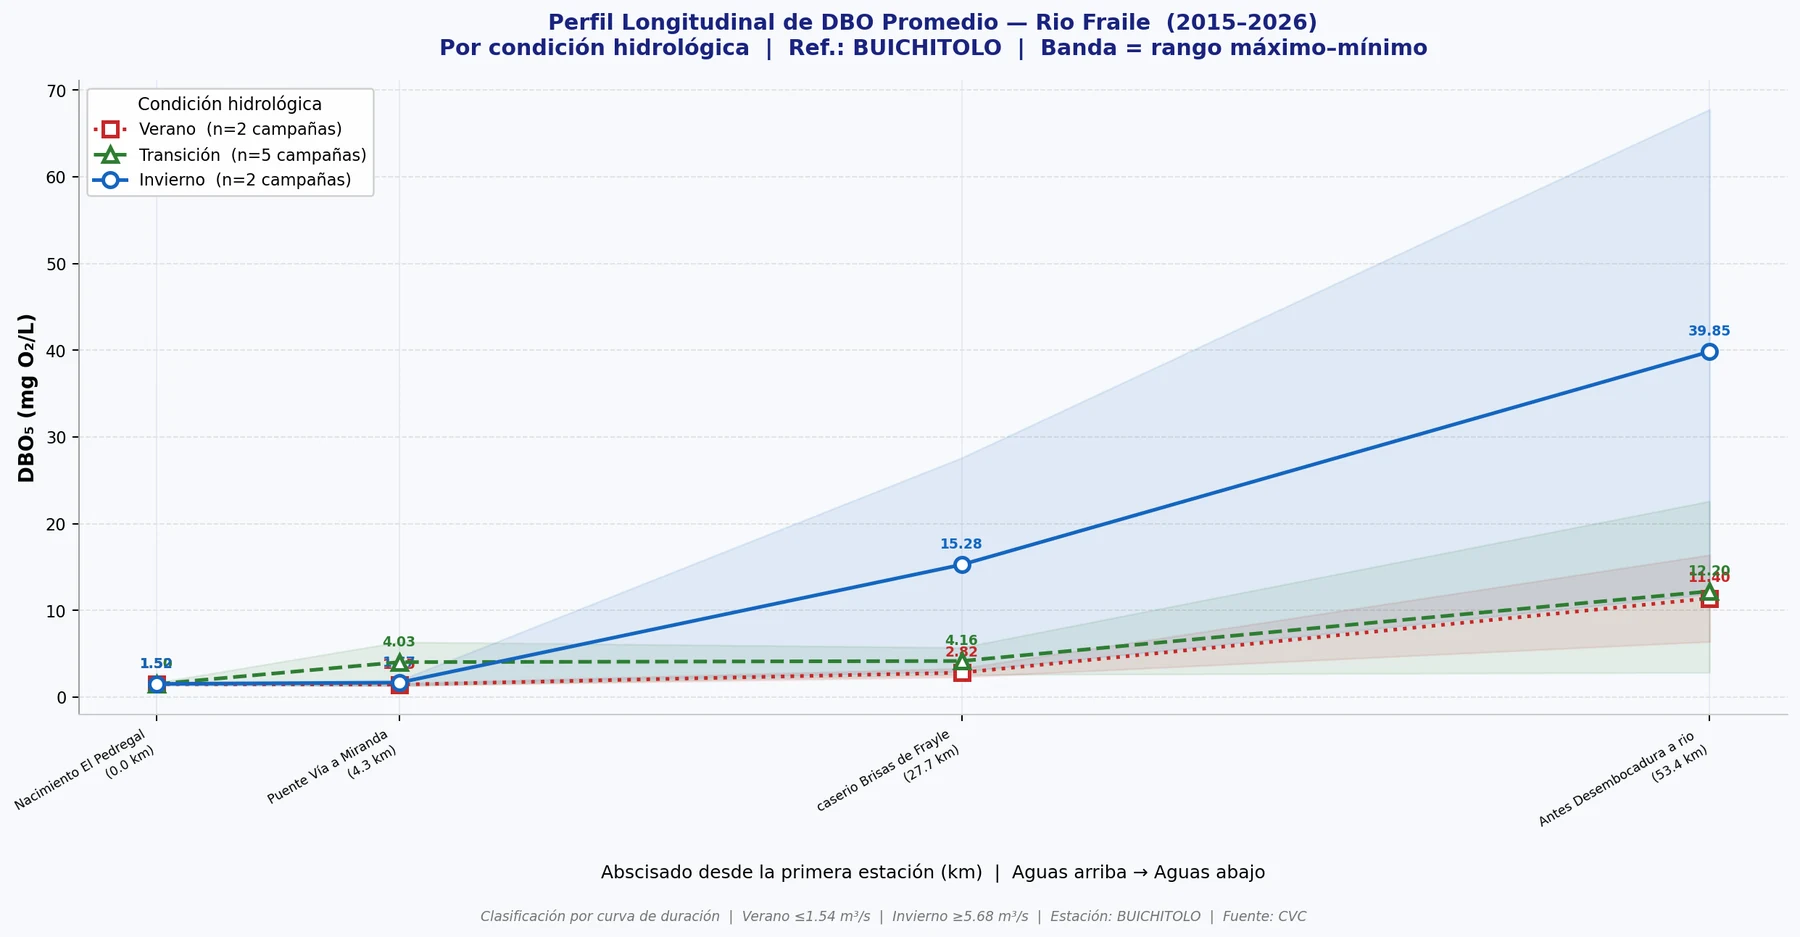 Perfil Longitudinal de DBO Promedio — Rio Fraile  (2015–2026)
Por condición hidrológica  |  Ref.: BUICHITOLO  |  Banda = rango máximo–mínimo
DBO₅ (mg O₂/L)
70
60
50
40
30
20
10
0
Condición hidrológica
Verano  (n=2 campañas)
Transición  (n=5 campañas)
Invierno  (n=2 campañas)
4.03
15.28
4.16
2.82
39.85
12.20
11.40
Nacimiento El Pedregal
(0.0 km)
Puente Vía a Miranda
(4.3 km)
caserio Brisas de Frayle
(27.7 km)
Antes Desembocadura a rio
(53.4 km)
Abscisado desde la primera estación (km)  |  Aguas arriba → Aguas abajo
Clasificación por curva de duración  |  Verano ≤1.54 m³/s  |  Invierno ≥5.68 m³/s  |  Estación: BUICHITOLO  |  Fuente: CVC